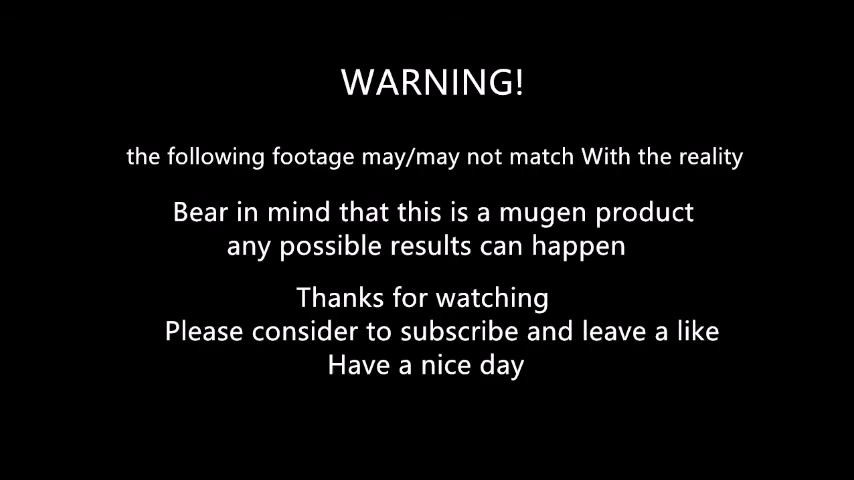 WARNING!
the following footage may/may not match With the reality
Bear in mind that this is a mugen product
any possible results can happen
Thanks for watching
Please consider to subscribe and leave a like
Have a nice day